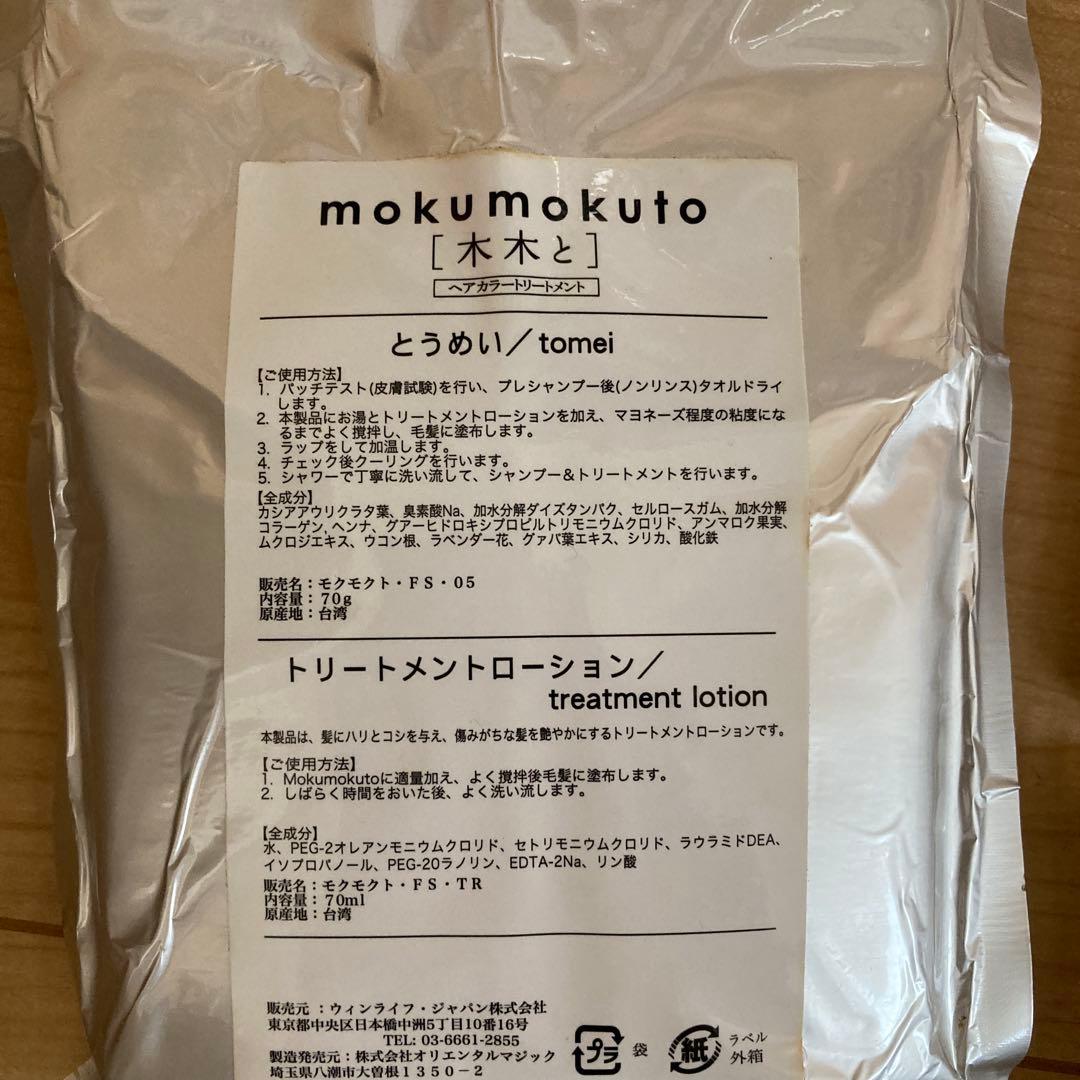 mokumokuto
[木木と]
ヘアカラートリートメント
とうめい／tomei
【ご使用方法】
1. パッチテスト(皮膚試験)を行い、プレシャンプー後(ノンリンス)タオルドライ
します。
2. 本製品にお湯とトリートメントローションを加え、マヨネーズ程度の粘度にな
るまでよく撹拌し、毛髪に塗布します。
3. ラップをして加温します。
4. チェック後クーリングを行います。
5. シャワーで丁寧に洗い流して、シャンプー＆トリートメントを行います。
【全成分】
カシアアウリクラタ葉、臭素酸Na、加水分解ダイズタンパク、セルロースガム、加水分解
コラーゲン, ヘンナ、グアーヒドロキシプロピルトリモニウムクロリド、アンマロク果実、
ムクロジエキス、ウコン根、ラベンダー花、グァバ葉エキス、シリカ、酸化鉄
販売名：モクモクト・ＦＳ・０５
内容量：７０ｇ
原産地：台湾
トリートメントローション／
treatment lotion
本製品は、髪にハリとコシを与え、傷みがちな髪を艶やかにするトリートメントローションです。
【ご使用方法】
1. Mokumokutoに適量加え、よく撹拌後毛髪に塗布します。
2. しばらく時間をおいた後、よく洗い流します。
【全成分】
水、PEG-2オレアンモニウムクロリド、セトリモニウムクロリド、ラウラミドDEA、
イソプロパノール、PEG-20ラノリン、EDTA-2Na、リン酸
販売名：モクモクト・ＦＳ・ＴＲ
内容量：７０ml
原産地：台湾
販売元：ウィンライフ・ジャパン株式会社
東京都中央区日本橋中洲5丁目10番16号
TEL: 03-6661-2855
製造発売元：株式会社オリエンタルマジック
埼玉県八潮市大曽根１３５０－２
プラ 袋
紙 ラベル
外箱